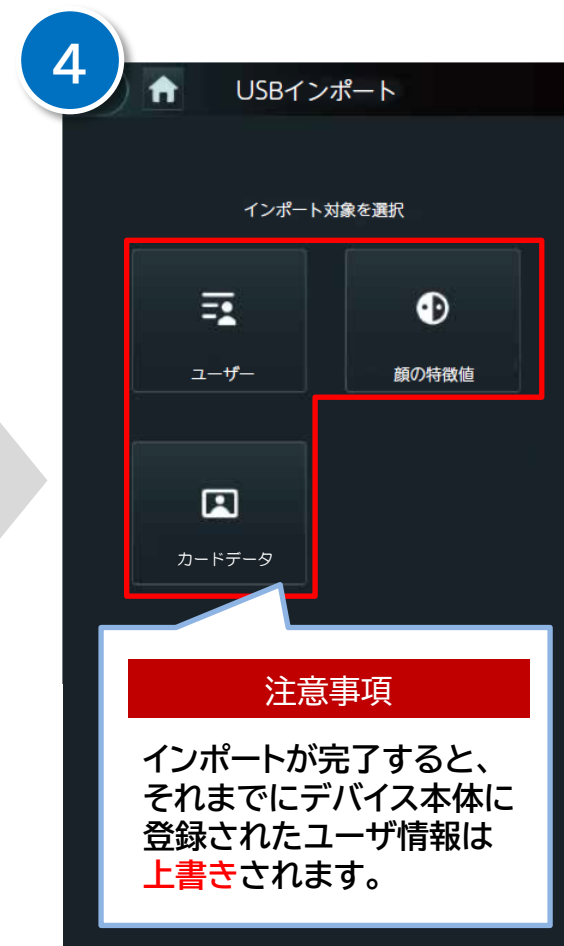 4
USBインポート
インポート対象を選択
ユーザー
顔の特徴値
カードデータ
注意事項
インポートが完了すると、
それまでにデバイス本体に
登録されたユーザ情報は
上書きされます。